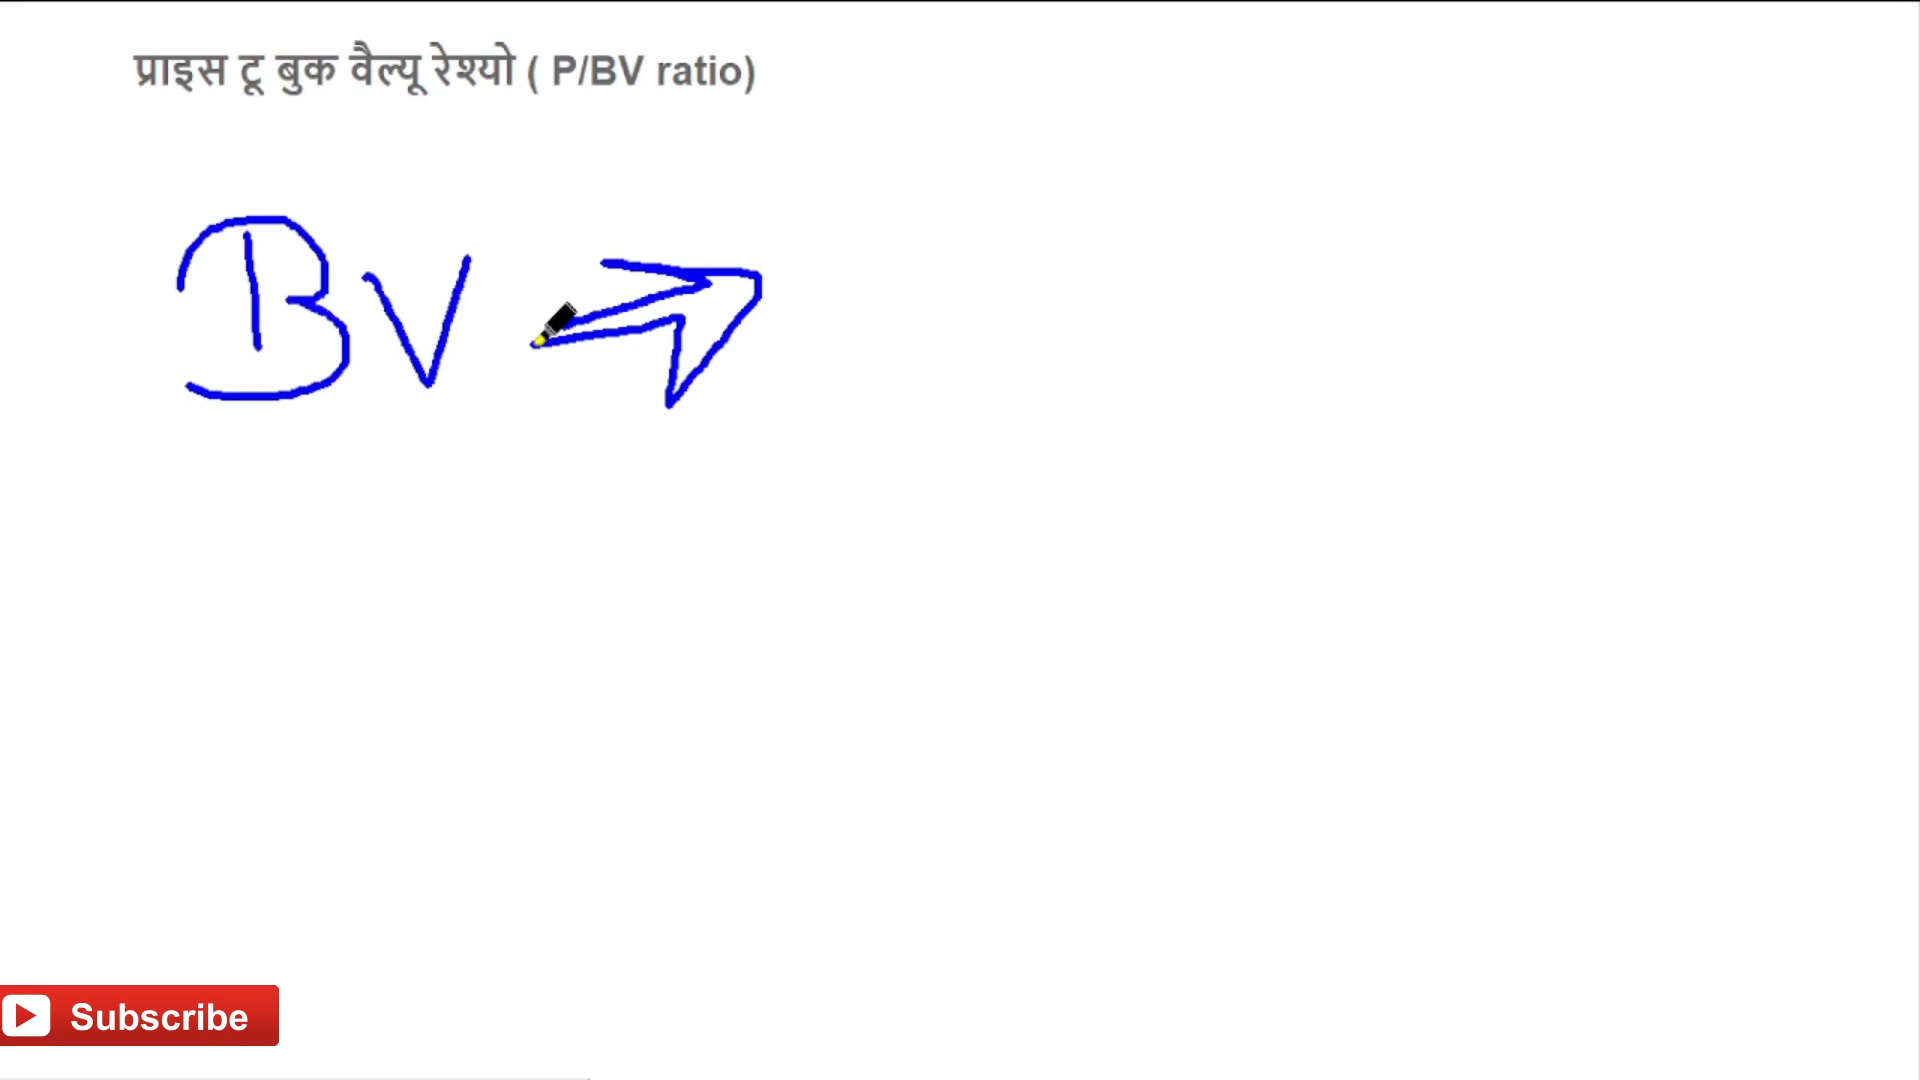 प्राइस टू बुक वैल्यू रेश्यो ( P/BV ratio)
BV
Subscribe